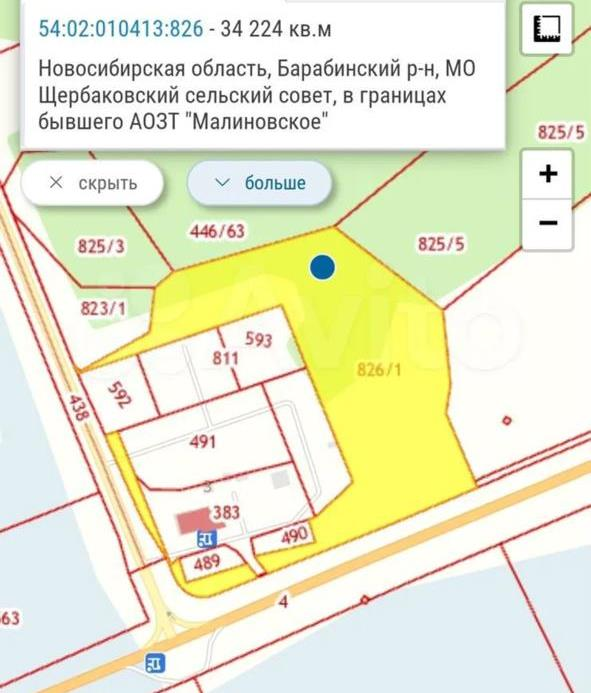 54:02:010413:826 - 34 224 кв.м
Новосибирская область, Барабинский р-н, МО
Щербаковский сельский совет, в границах
бывшего АОЗТ "Малиновское"
825/5
× скрыть
больше
+
−
446/63
825/3
825/5
823/1
Avito
593
811
826/1
592
438
491
3
383
490
489
4
63